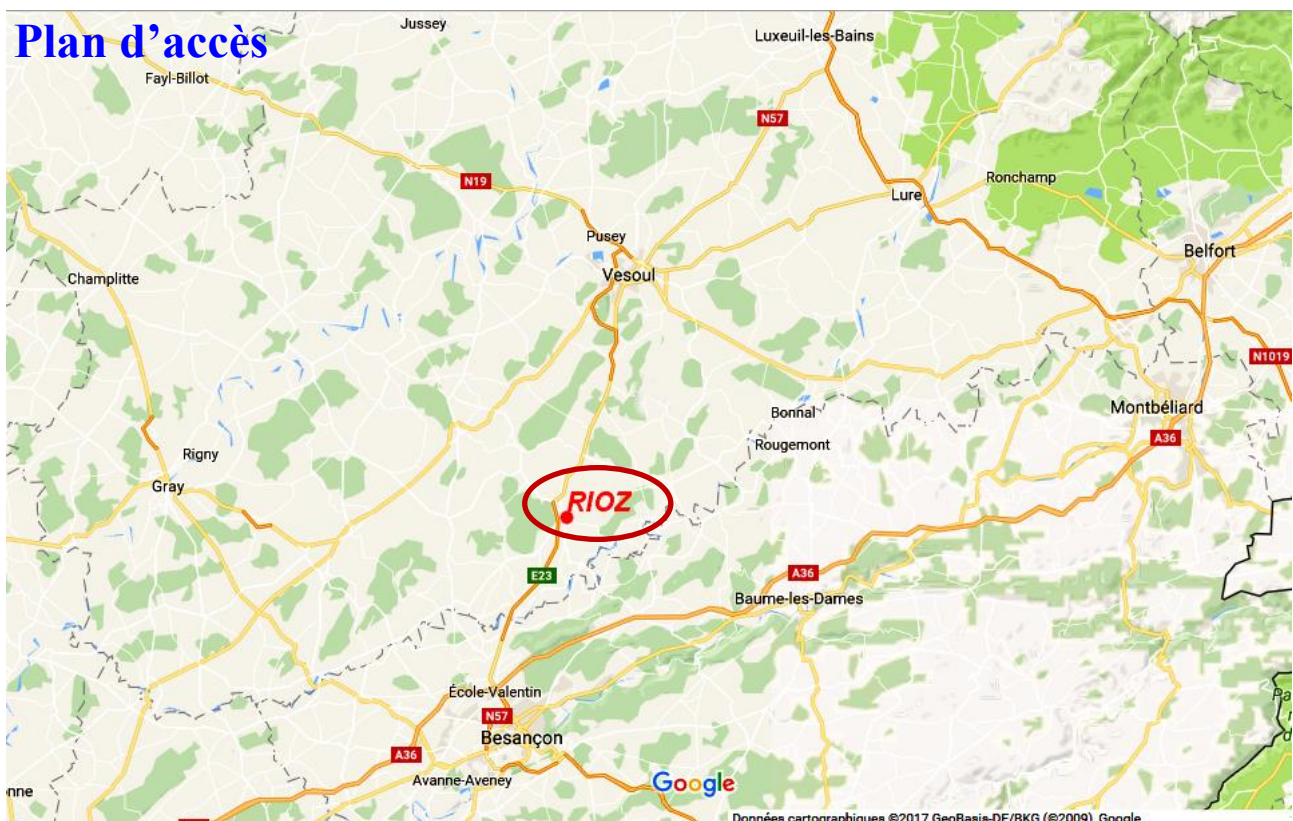 Plan d'accès
Jussey
Luxeuil-les-Bains
Fayl-Billot
N57
N19
Ronchamp
Lure
Pusey
Belfort
Vesoul
Champlitte
N1019
Bonnal
Montbéliard
Rougemont
A36
Rigny
Gray
RIOZ
E23
A36
Baume-les-Dames
École-Valentin
N57
Besançon
A36
Avanne-Aveney
Google
Données cartographiques ©2017 GeoBasis-DE/BKG (©2009), Google